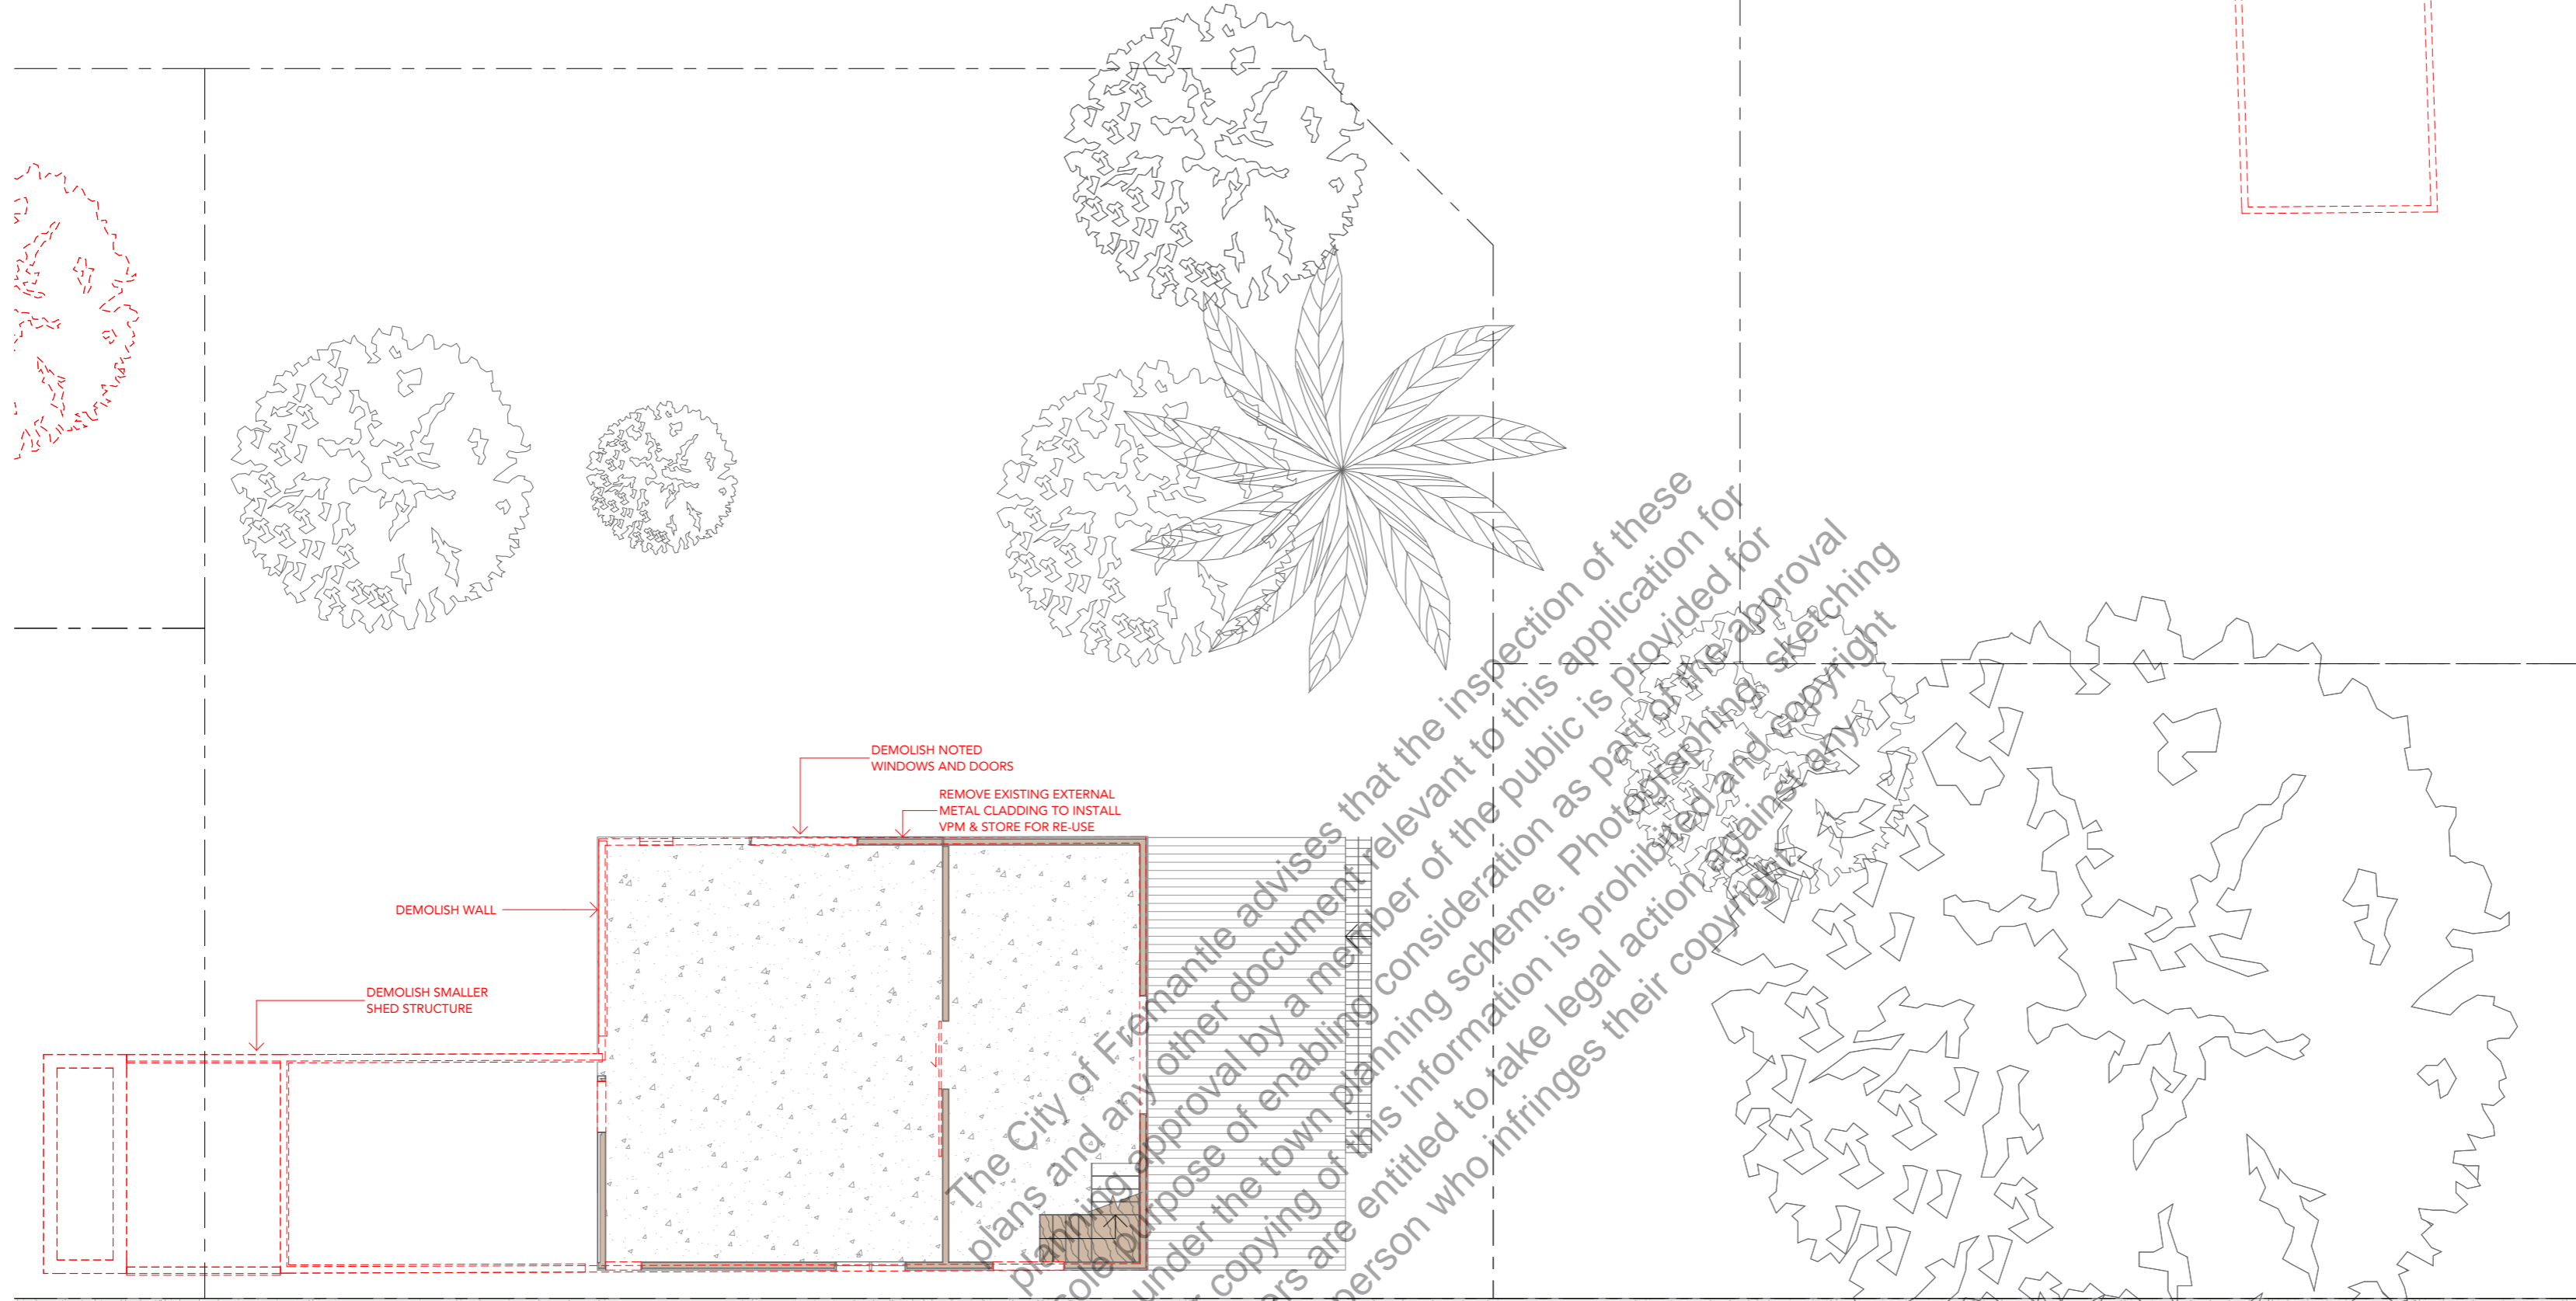 DEMOLISH NOTED
WINDOWS AND DOORS
REMOVE EXISTING EXTERNAL
METAL CLADDING TO INSTALL
VPM & STORE FOR RE-USE
DEMOLISH WALL
DEMOLISH SMALLER
SHED STRUCTURE
The City of Fremantle advises that the inspection of these
plans and any other document relevant to this application for
planning approval by a member of the public is provided for
sole purpose of enabling consideration as part of the approval
under the town planning scheme. Photographing, sketching
copying of this information is prohibited and copyright
are entitled to take legal action against any
person who infringes their copyright